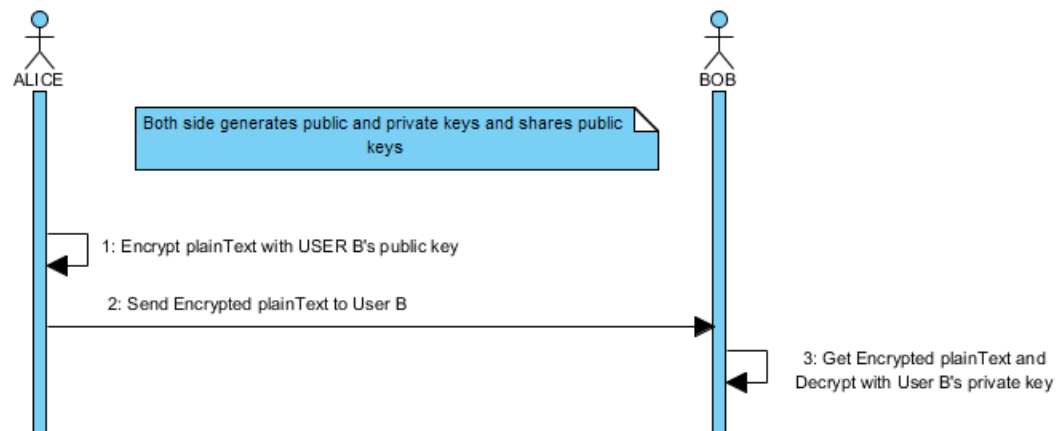 ALICE
BOB
Both side generates public and private keys and shares public
keys
1: Encrypt plainText with USER B's public key
2: Send Encrypted plainText to User B
3: Get Encrypted plainText and
Decrypt with User B's private key